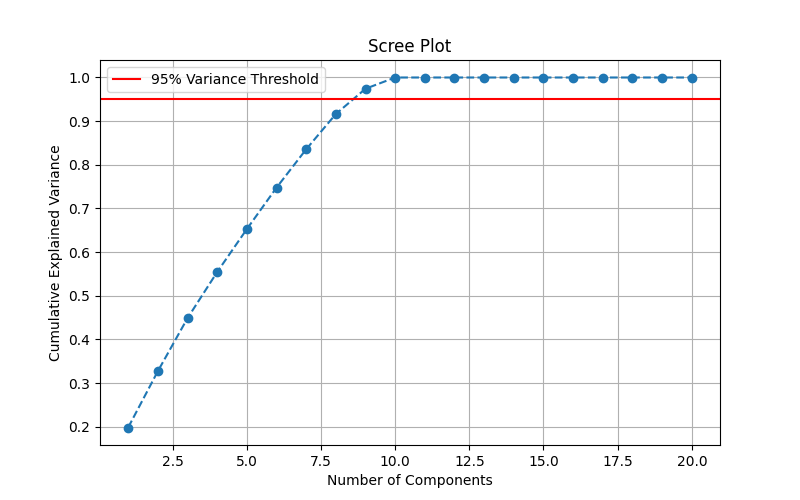 Scree Plot
95% Variance Threshold
Cumulative Explained Variance
1.0
0.9
0.8
0.7
0.6
0.5
0.4
0.3
0.2
2.5 5.0 7.5 10.0 12.5 15.0 17.5 20.0
Number of Components